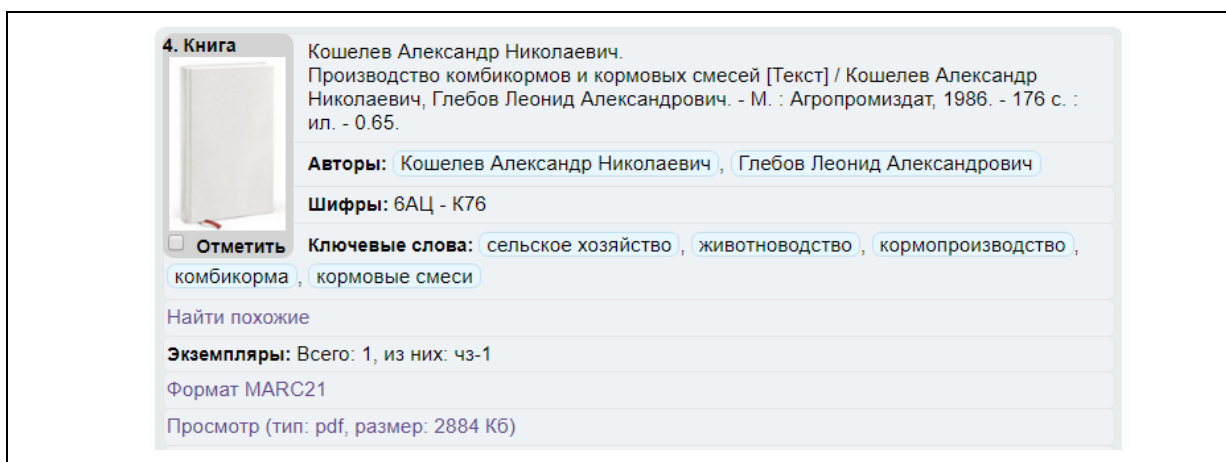 4. Книга
Кошелев Александр Николаевич.
Производство комбикормов и кормовых смесей [Текст] / Кошелев Александр
Николаевич, Глебов Леонид Александрович. - М. : Агропромиздат, 1986. - 176 с. :
ил. - 0.65.
Авторы: Кошелев Александр Николаевич, Глебов Леонид Александрович
Шифры: 6АЦ - К76
Отметить
Ключевые слова: сельское хозяйство, животноводство, кормопроизводство,
комбикорма, кормовые смеси
Найти похожие
Экземпляры: Всего: 1, из них: чз-1
Формат MARC21
Просмотр (тип: pdf, размер: 2884 Кб)